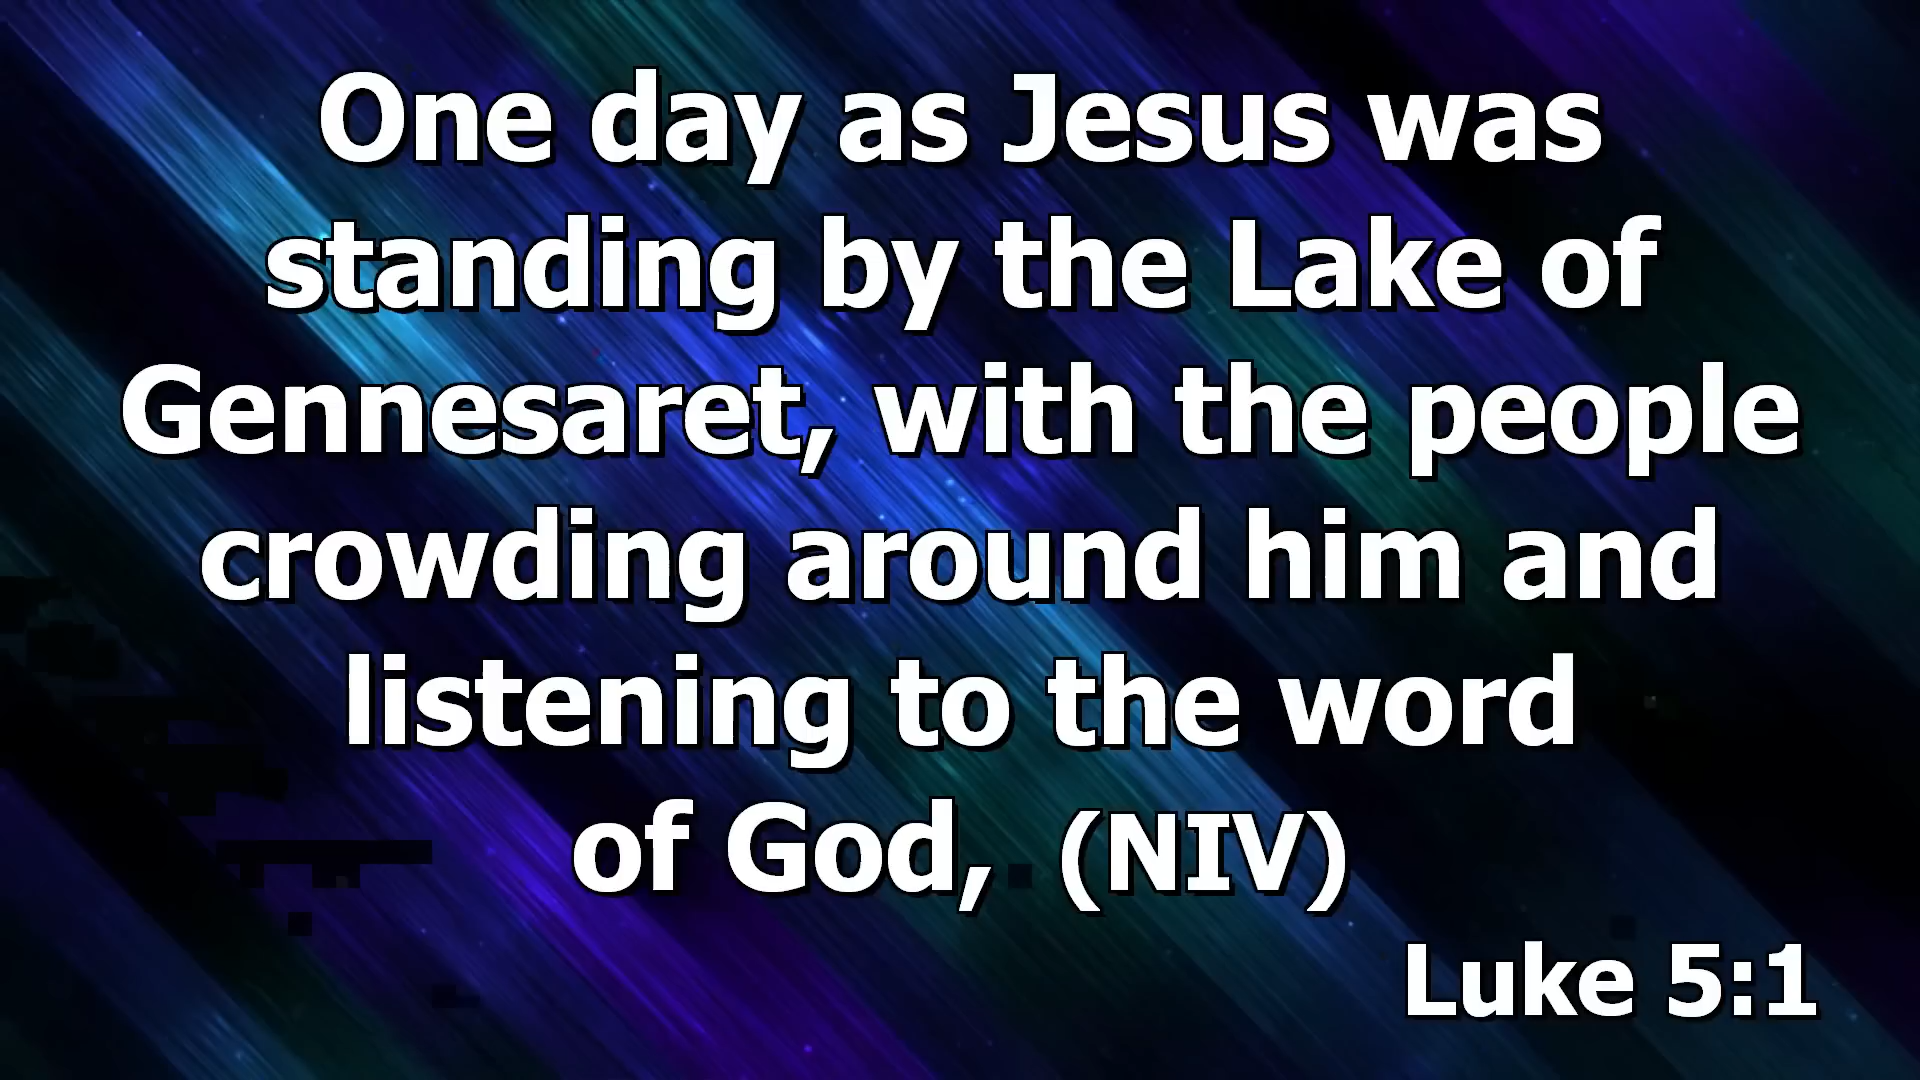 One day as Jesus was
standing by the Lake of
Gennesaret, with the people
crowding around him and
listening to the word
of God, (NIV)
Luke 5:1